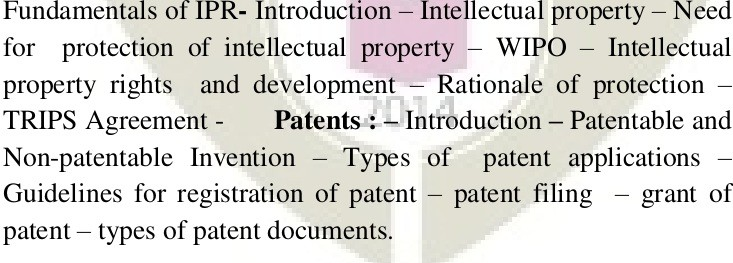 Fundamentals of IPR- Introduction – Intellectual property – Need
for protection of intellectual property – WIPO – Intellectual
property rights and development – Rationale of protection –
TRIPS Agreement - Patents : – Introduction – Patentable and
Non-patentable Invention – Types of patent applications –
Guidelines for registration of patent – patent filing – grant of
patent – types of patent documents.
2014